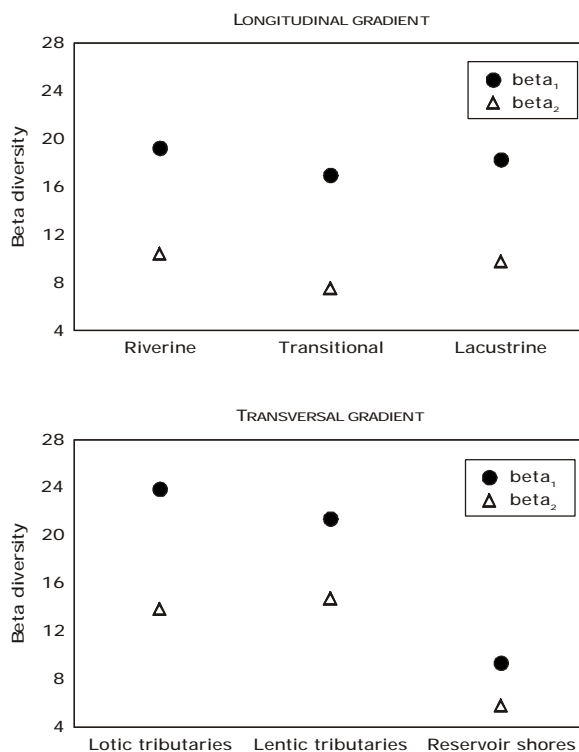 LONGITUDINAL GRADIENT
28
24
20
16
12
8
4
Beta diversity
beta₁
beta₂
Riverine Transitional Lacustrine
TRANSVERSAL GRADIENT
28
24
20
16
12
8
4
Beta diversity
beta₁
beta₂
Lotic tributaries Lentic tributaries Reservoir shores